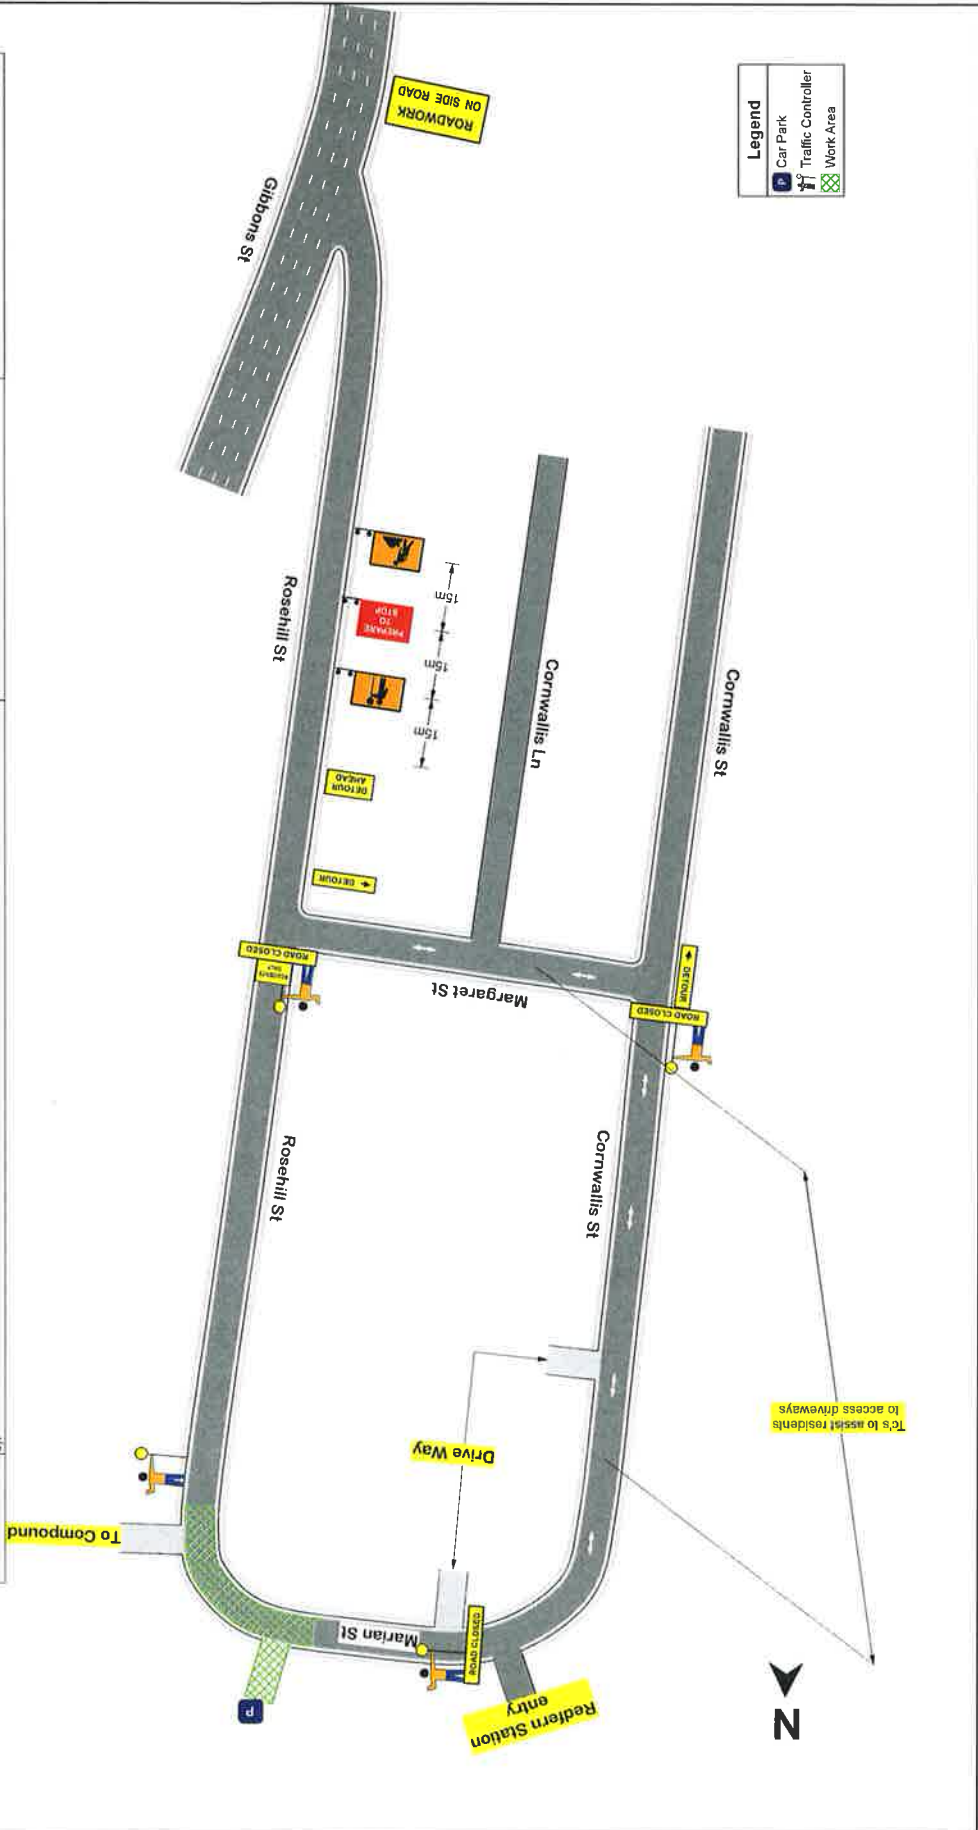 ROADWORK
ON SIDE ROAD
Legend
P Car Park
Traffic Controller
Work Area
Gibbons St
Rosehill St
15m
PREPARE
TO
STOP
15m
15m
Cornwallis Ln
Cornwallis St
DETOUR
AHEAD
DETOUR
ROAD CLOSED
RESIDENTS
ONLY
Margaret St
DETOUR
ROAD CLOSED
Rosehill St
Cornwallis St
Drive Way
Tc's to assist residents
to access driveways
To Compound
Marian St
ROAD CLOSED
P
Redfern Station
entry
N